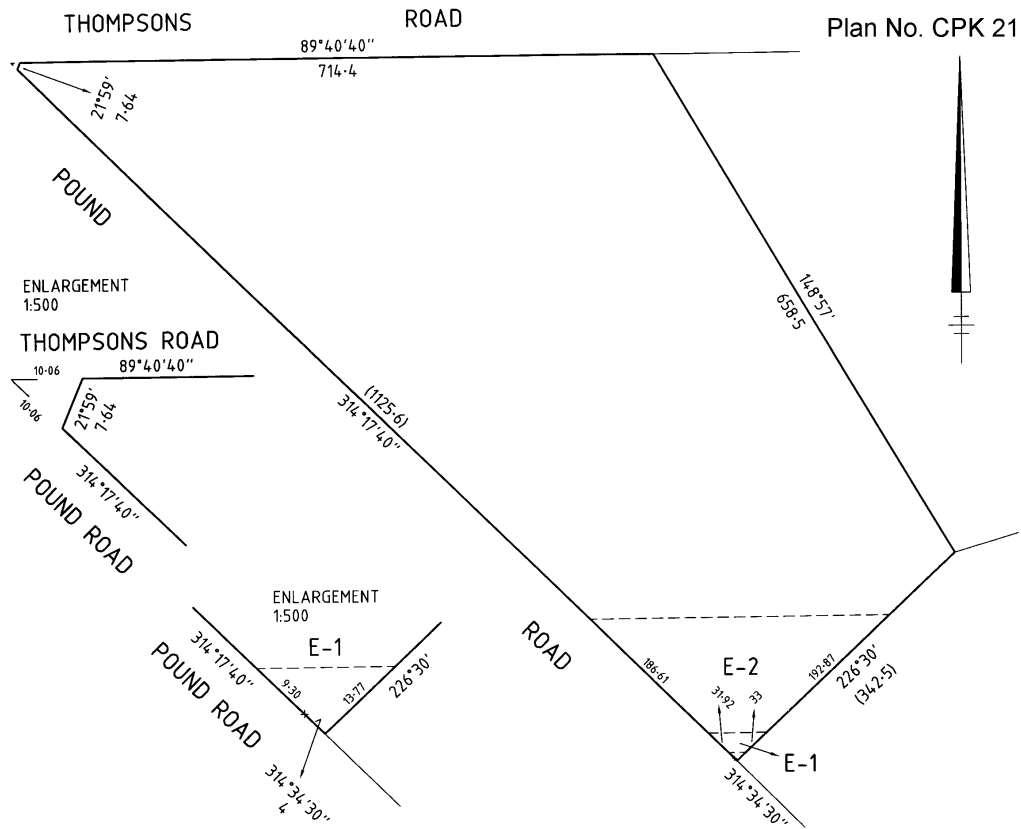 THOMPSONS ROAD
Plan No. CPK 21
89°40'40"
714·4
21°59'
7·64
POUND
148°57'
658·5
ENLARGEMENT
1:500
THOMPSONS ROAD
10·06
89°40'40"
10·06
21°59'
7·64
(1125·6)
314°17'40"
314°17'40"
POUND ROAD
ENLARGEMENT
1:500
314°17'40"
E-1
9·30
13·77
226°30'
POUND ROAD
314°34'30"
4
ROAD
186·61
E-2
192·87
226°30'
(342·5)
31·92
33
E-1
314°34'30"